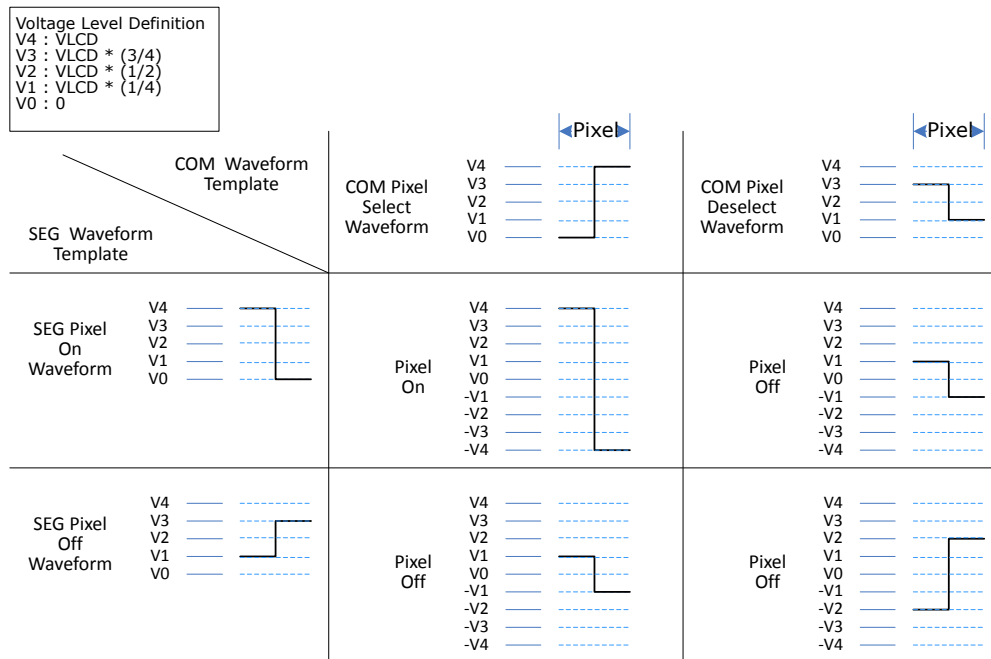 Voltage Level Definition
V4 : VLCD
V3 : VLCD * (3/4)
V2 : VLCD * (1/2)
V1 : VLCD * (1/4)
V0 : 0
COM Waveform
Template
SEG Waveform
Template
COM Pixel
Select
Waveform
Pixel
V4
V3
V2
V1
V0
COM Pixel
Deselect
Waveform
Pixel
V4
V3
V2
V1
V0
SEG Pixel
On
Waveform
V4
V3
V2
V1
V0
Pixel
On
V4
V3
V2
V1
V0
-V1
-V2
-V3
-V4
Pixel
Off
V4
V3
V2
V1
V0
-V1
-V2
-V3
-V4
SEG Pixel
Off
Waveform
V4
V3
V2
V1
V0
Pixel
Off
V4
V3
V2
V1
V0
-V1
-V2
-V3
-V4
Pixel
Off
V4
V3
V2
V1
V0
-V1
-V2
-V3
-V4